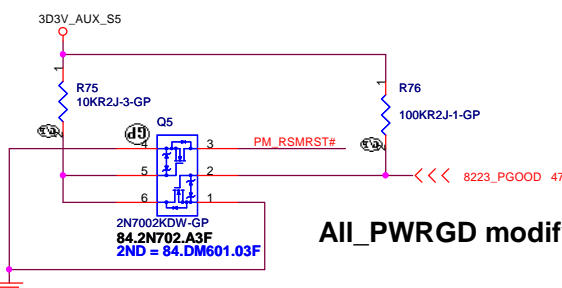 3D3V_AUX_S5
1
R75
10KR2J-3-GP
2
1
R76
100KR2J-1-GP
2
Q5
GP
4
3
PM_RSMRST#
5
2
8223_PGOOD 47
6
1
2N7002KDW-GP
84.2N702.A3F
2ND = 84.DM601.03F
All_PWRGD modif